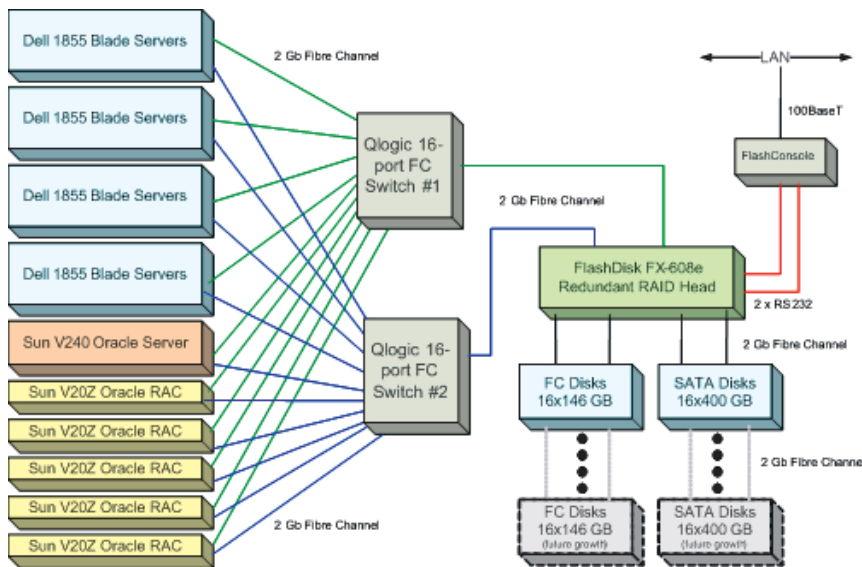 Dell 1855 Blade Servers
Dell 1855 Blade Servers
Dell 1855 Blade Servers
Dell 1855 Blade Servers
Sun V240 Oracle Server
Sun V20Z Oracle RAC
Sun V20Z Oracle RAC
Sun V20Z Oracle RAC
Sun V20Z Oracle RAC
Sun V20Z Oracle RAC
2 Gb Fibre Channel
2 Gb Fibre Channel
Qlogic 16-
port FC
Switch #1
Qlogic 16-
port FC
Switch #2
2 Gb Fibre Channel
LAN
100BaseT
FlashConsole
FlashDisk FX-608e
Redundant RAID Head
2 x RS232
2 Gb Fibre Channel
FC Disks
16x146 GB
SATA Disks
16x400 GB
2 Gb Fibre Channel
FC Disks
16x146 GB
(future growth)
SATA Disks
16x400 GB
(future growth)